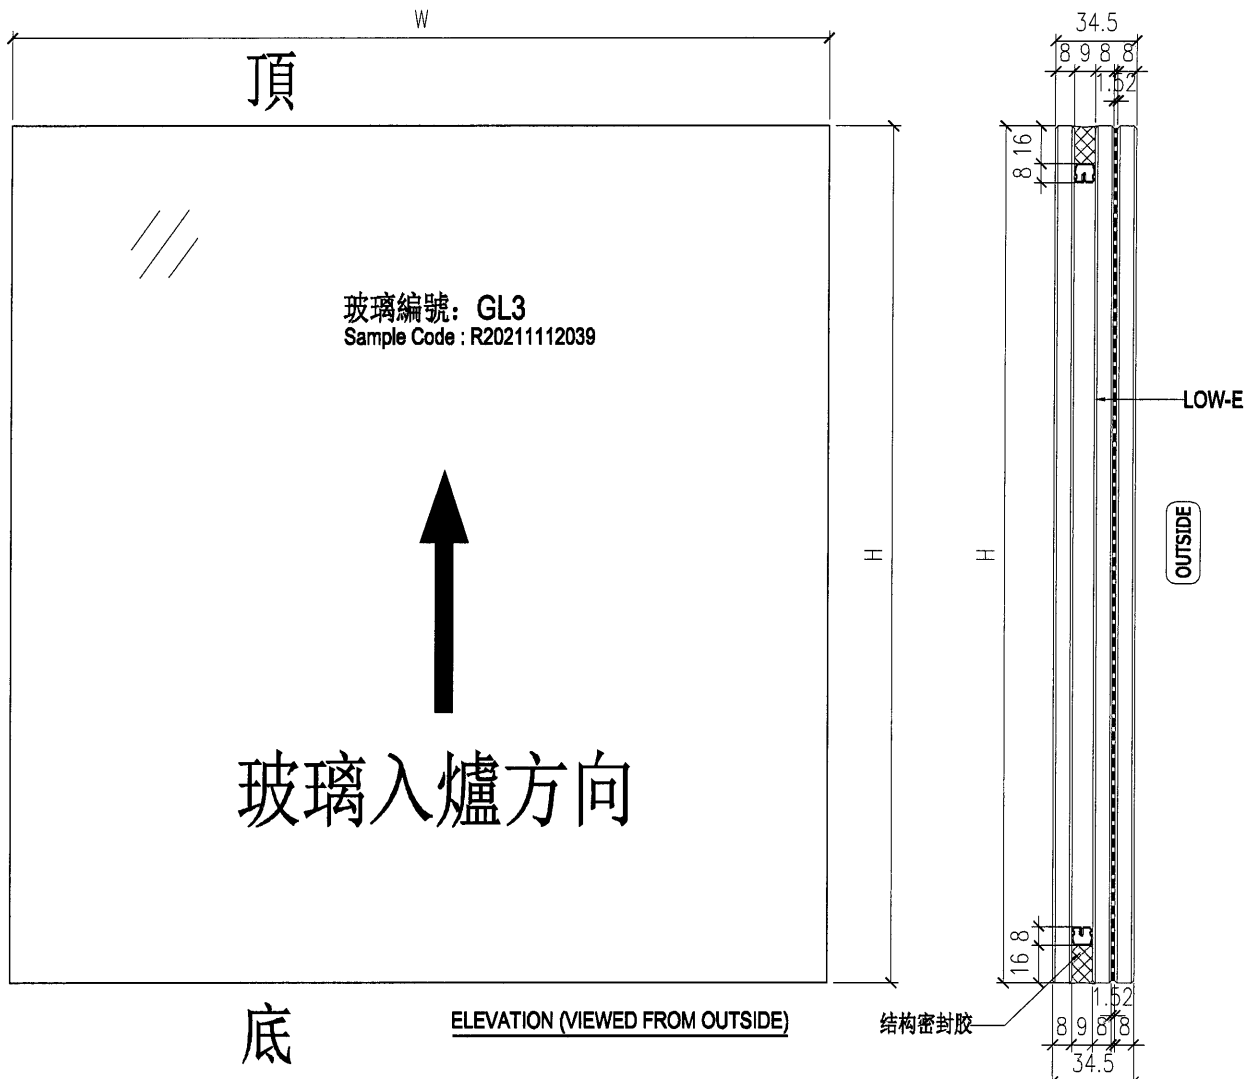 W
頂
玻璃編號： GL3
Sample Code : R20211112039
H
玻璃入爐方向
底
ELEVATION (VIEWED FROM OUTSIDE)
34.5
8 9 8 8
1.52
16
8
LOW-E
H
OUTSIDE
8
16
结构密封胶
1.52
8 9 8 8
34.5